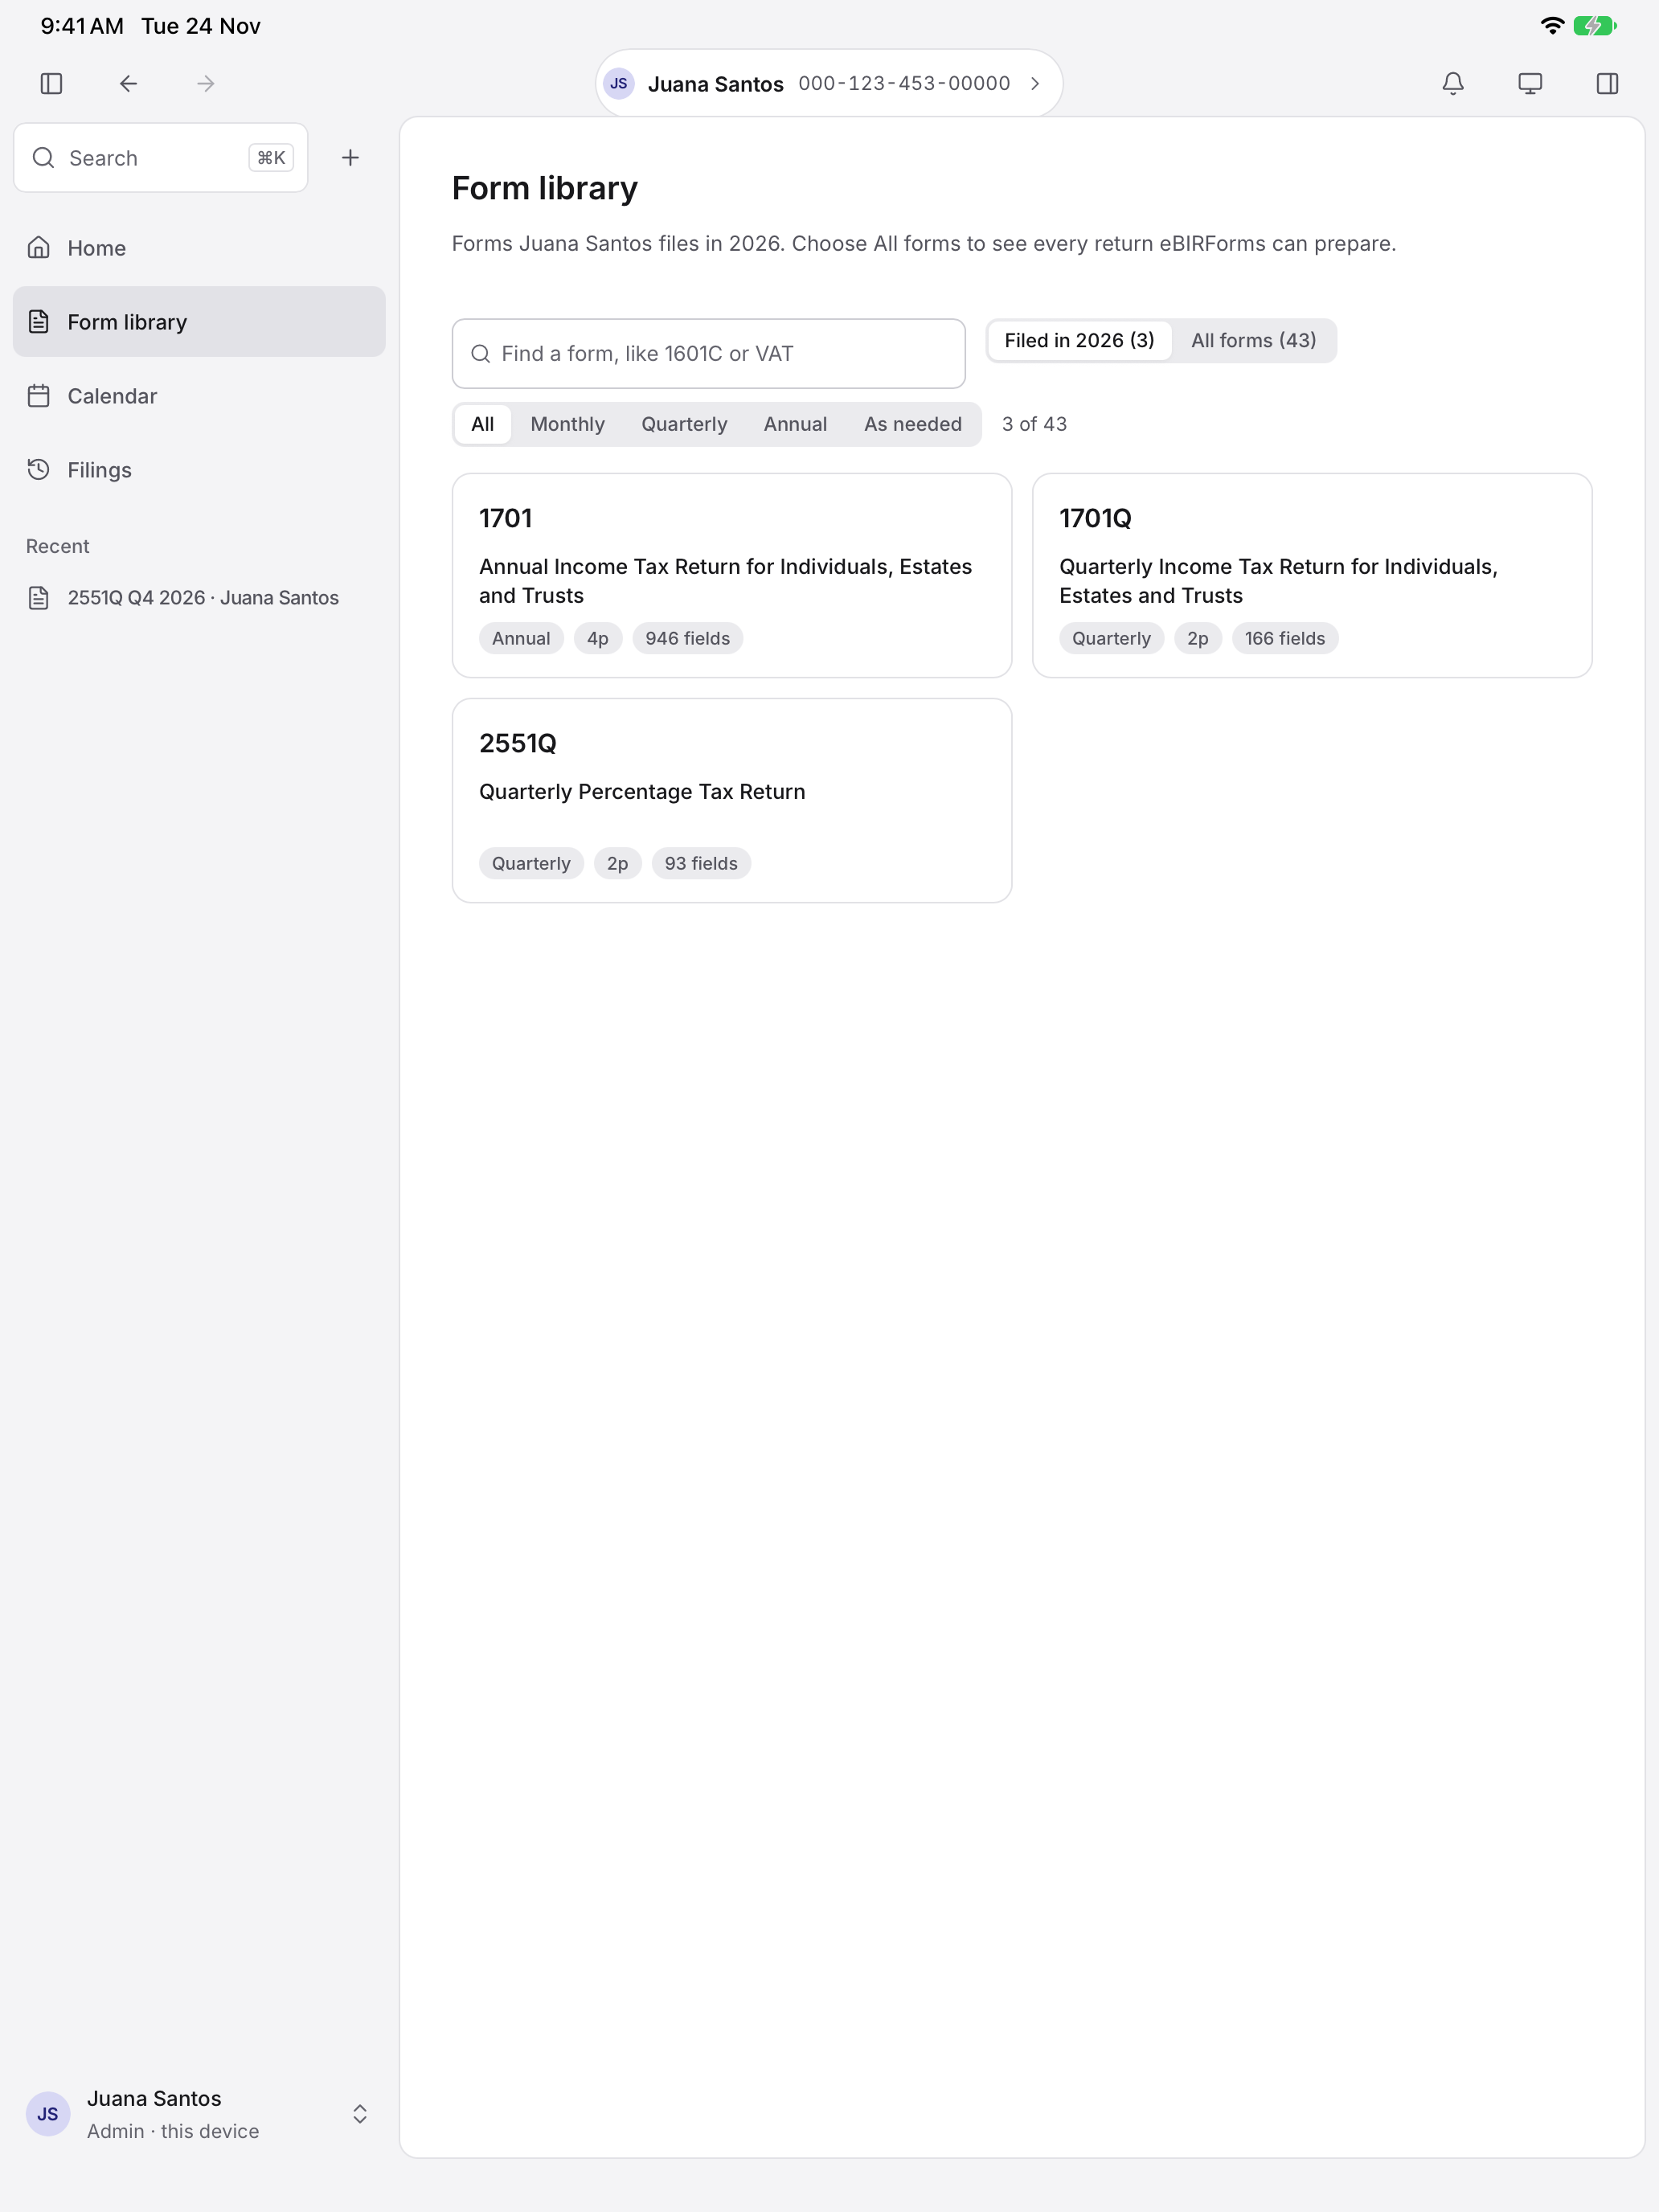 9:41 AM Tue 24 Nov
JS Juana Santos 000-123-453-00000
Search ⌘K
Home
Form library
Calendar
Filings
Recent
2551Q Q4 2026 · Juana Santos
Form library
Forms Juana Santos files in 2026. Choose All forms to see every return eBIRForms can prepare.
Find a form, like 1601C or VAT
Filed in 2026 (3) All forms (43)
All Monthly Quarterly Annual As needed 3 of 43
1701
Annual Income Tax Return for Individuals, Estates
and Trusts
Annual 4p 946 fields
1701Q
Quarterly Income Tax Return for Individuals,
Estates and Trusts
Quarterly 2p 166 fields
2551Q
Quarterly Percentage Tax Return
Quarterly 2p 93 fields
JS Juana Santos
Admin · this device